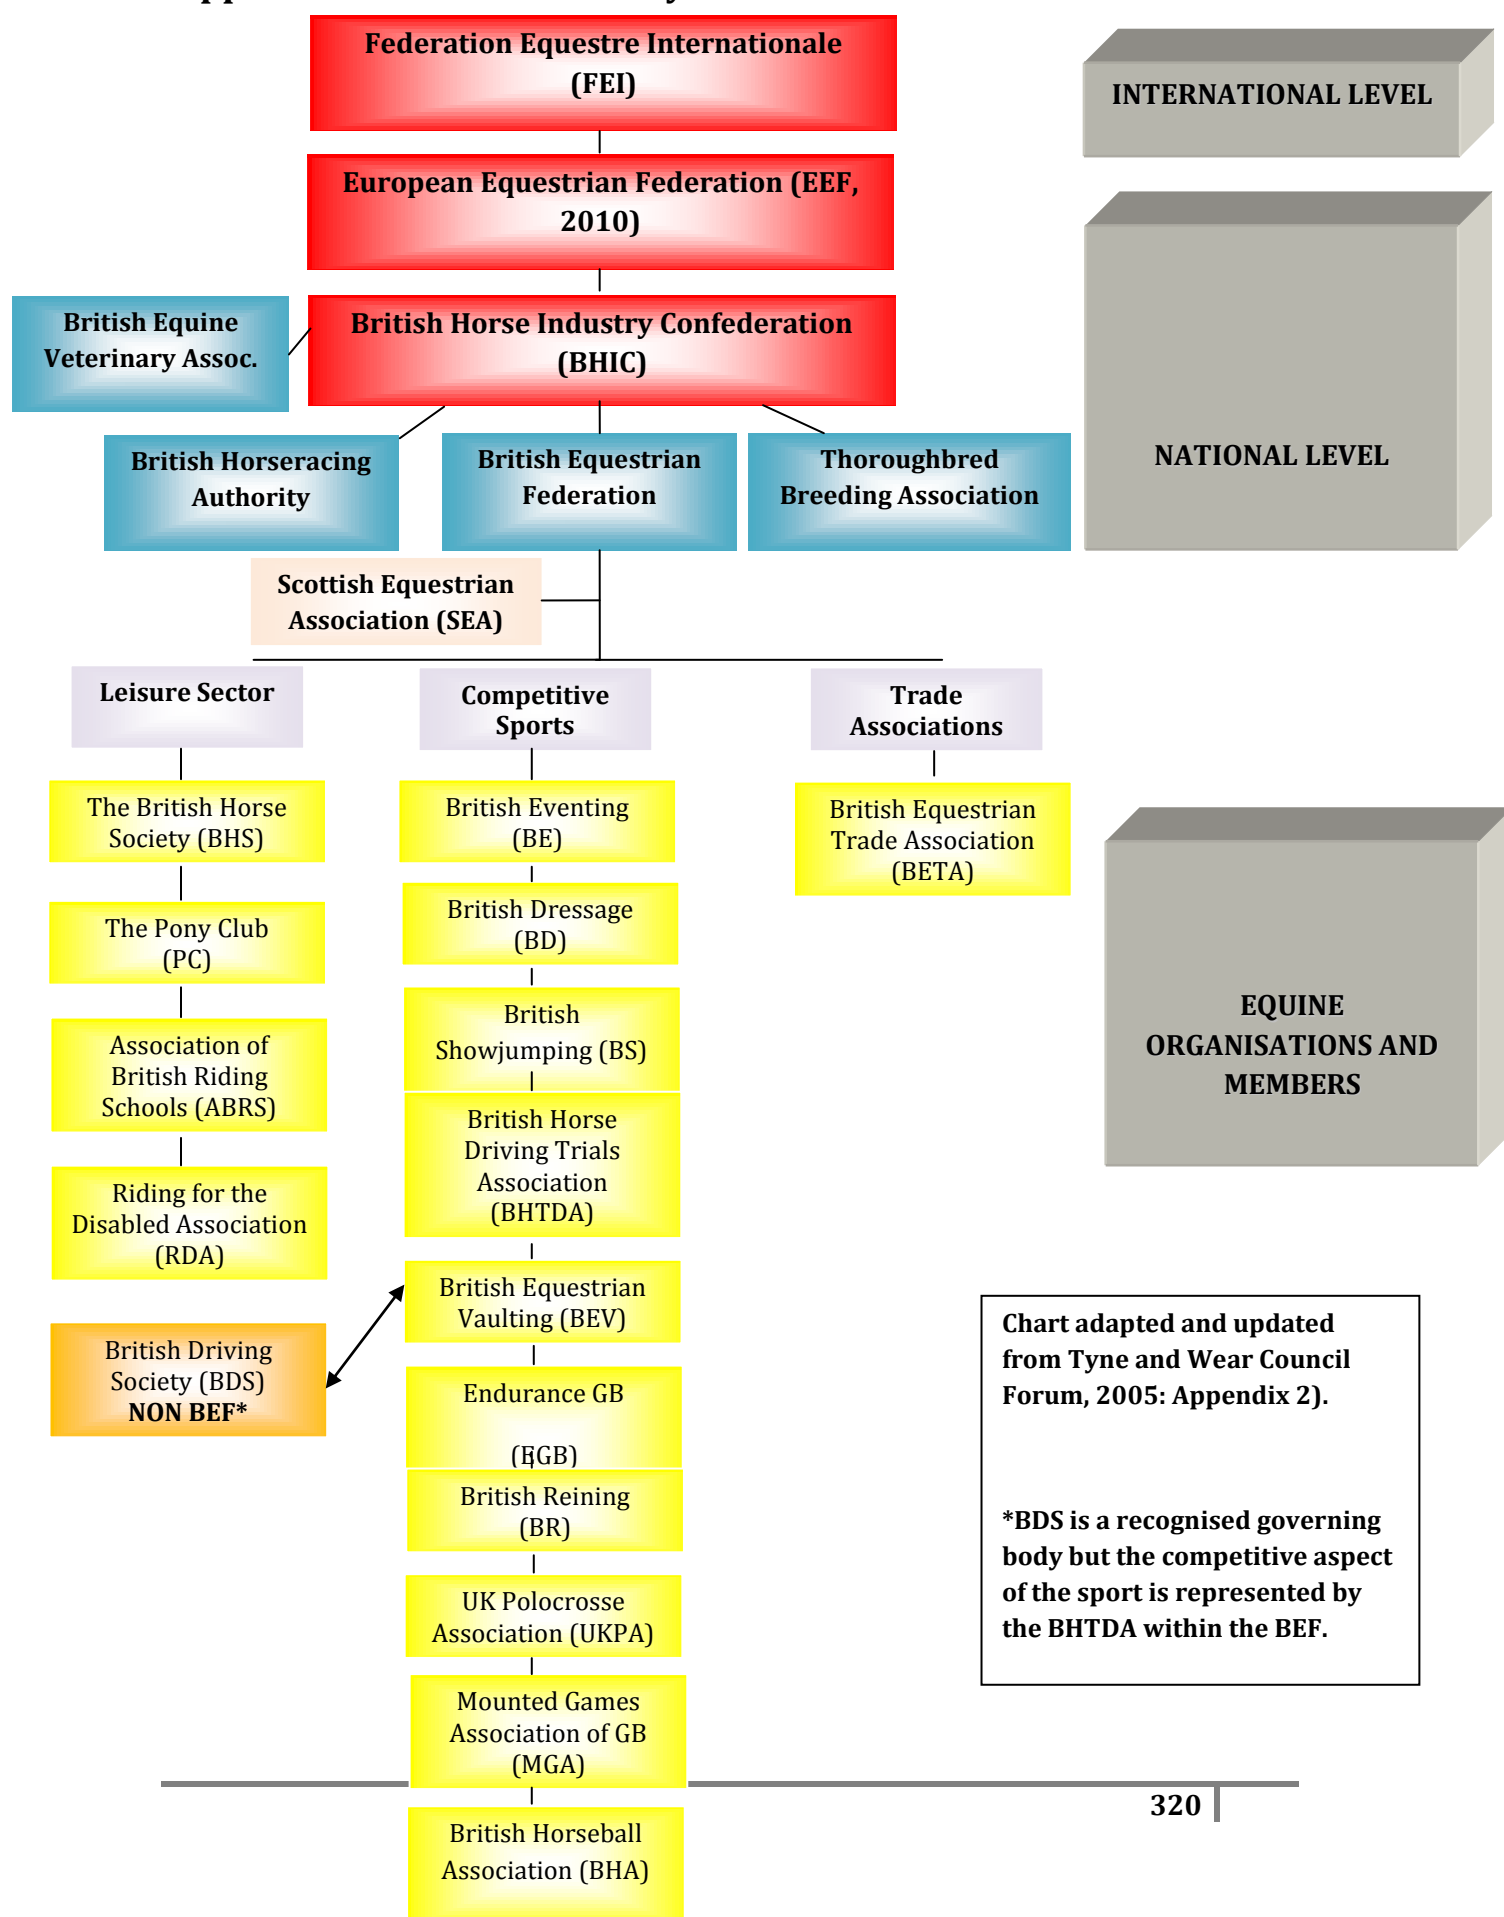 Federation Equestre Internationale
(FEI)
INTERNATIONAL LEVEL
European Equestrian Federation (EEF,
2010)
British Equine
Veterinary Assoc.
British Horse Industry Confederation
(BHIC)
British Horseracing
Authority
British Equestrian
Federation
Thoroughbred
Breeding Association
NATIONAL LEVEL
Scottish Equestrian
Association (SEA)
Leisure Sector
Competitive
Sports
Trade
Associations
The British Horse
Society (BHS)
The Pony Club
(PC)
Association of
British Riding
Schools (ABRS)
Riding for the
Disabled Association
(RDA)
British Driving
Society (BDS)
NON BEF*
British Eventing
(BE)
British Dressage
(BD)
British
Showjumping (BS)
British Horse
Driving Trials
Association
(BHTDA)
British Equestrian
Vaulting (BEV)
Endurance GB
(EGB)
British Reining
(BR)
UK Polocrosse
Association (UKPA)
Mounted Games
Association of GB
(MGA)
British Horseball
Association (BHA)
British Equestrian
Trade Association
(BETA)
EQUINE
ORGANISATIONS AND
MEMBERS
Chart adapted and updated
from Tyne and Wear Council
Forum, 2005: Appendix 2).
*BDS is a recognised governing
body but the competitive aspect
of the sport is represented by
the BHTDA within the BEF.
320